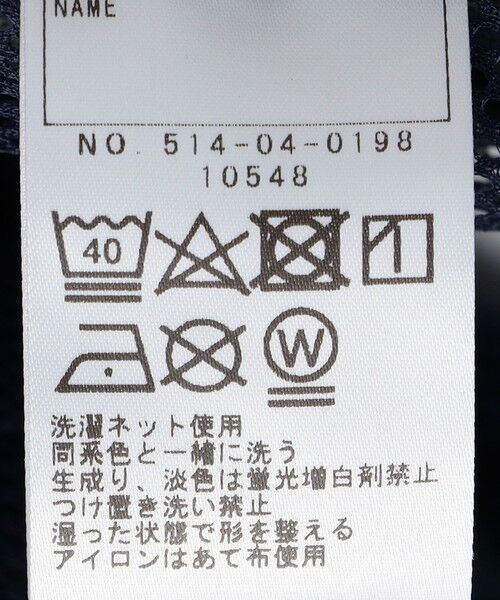 NAME
NO. 514-04-0198
10548
40
W
洗濯ネット使用
同系色と一緒に洗う
生成り、淡色は蛍光増白剤禁止
つけ置き洗い禁止
湿った状態で形を整える
アイロンはあて布使用